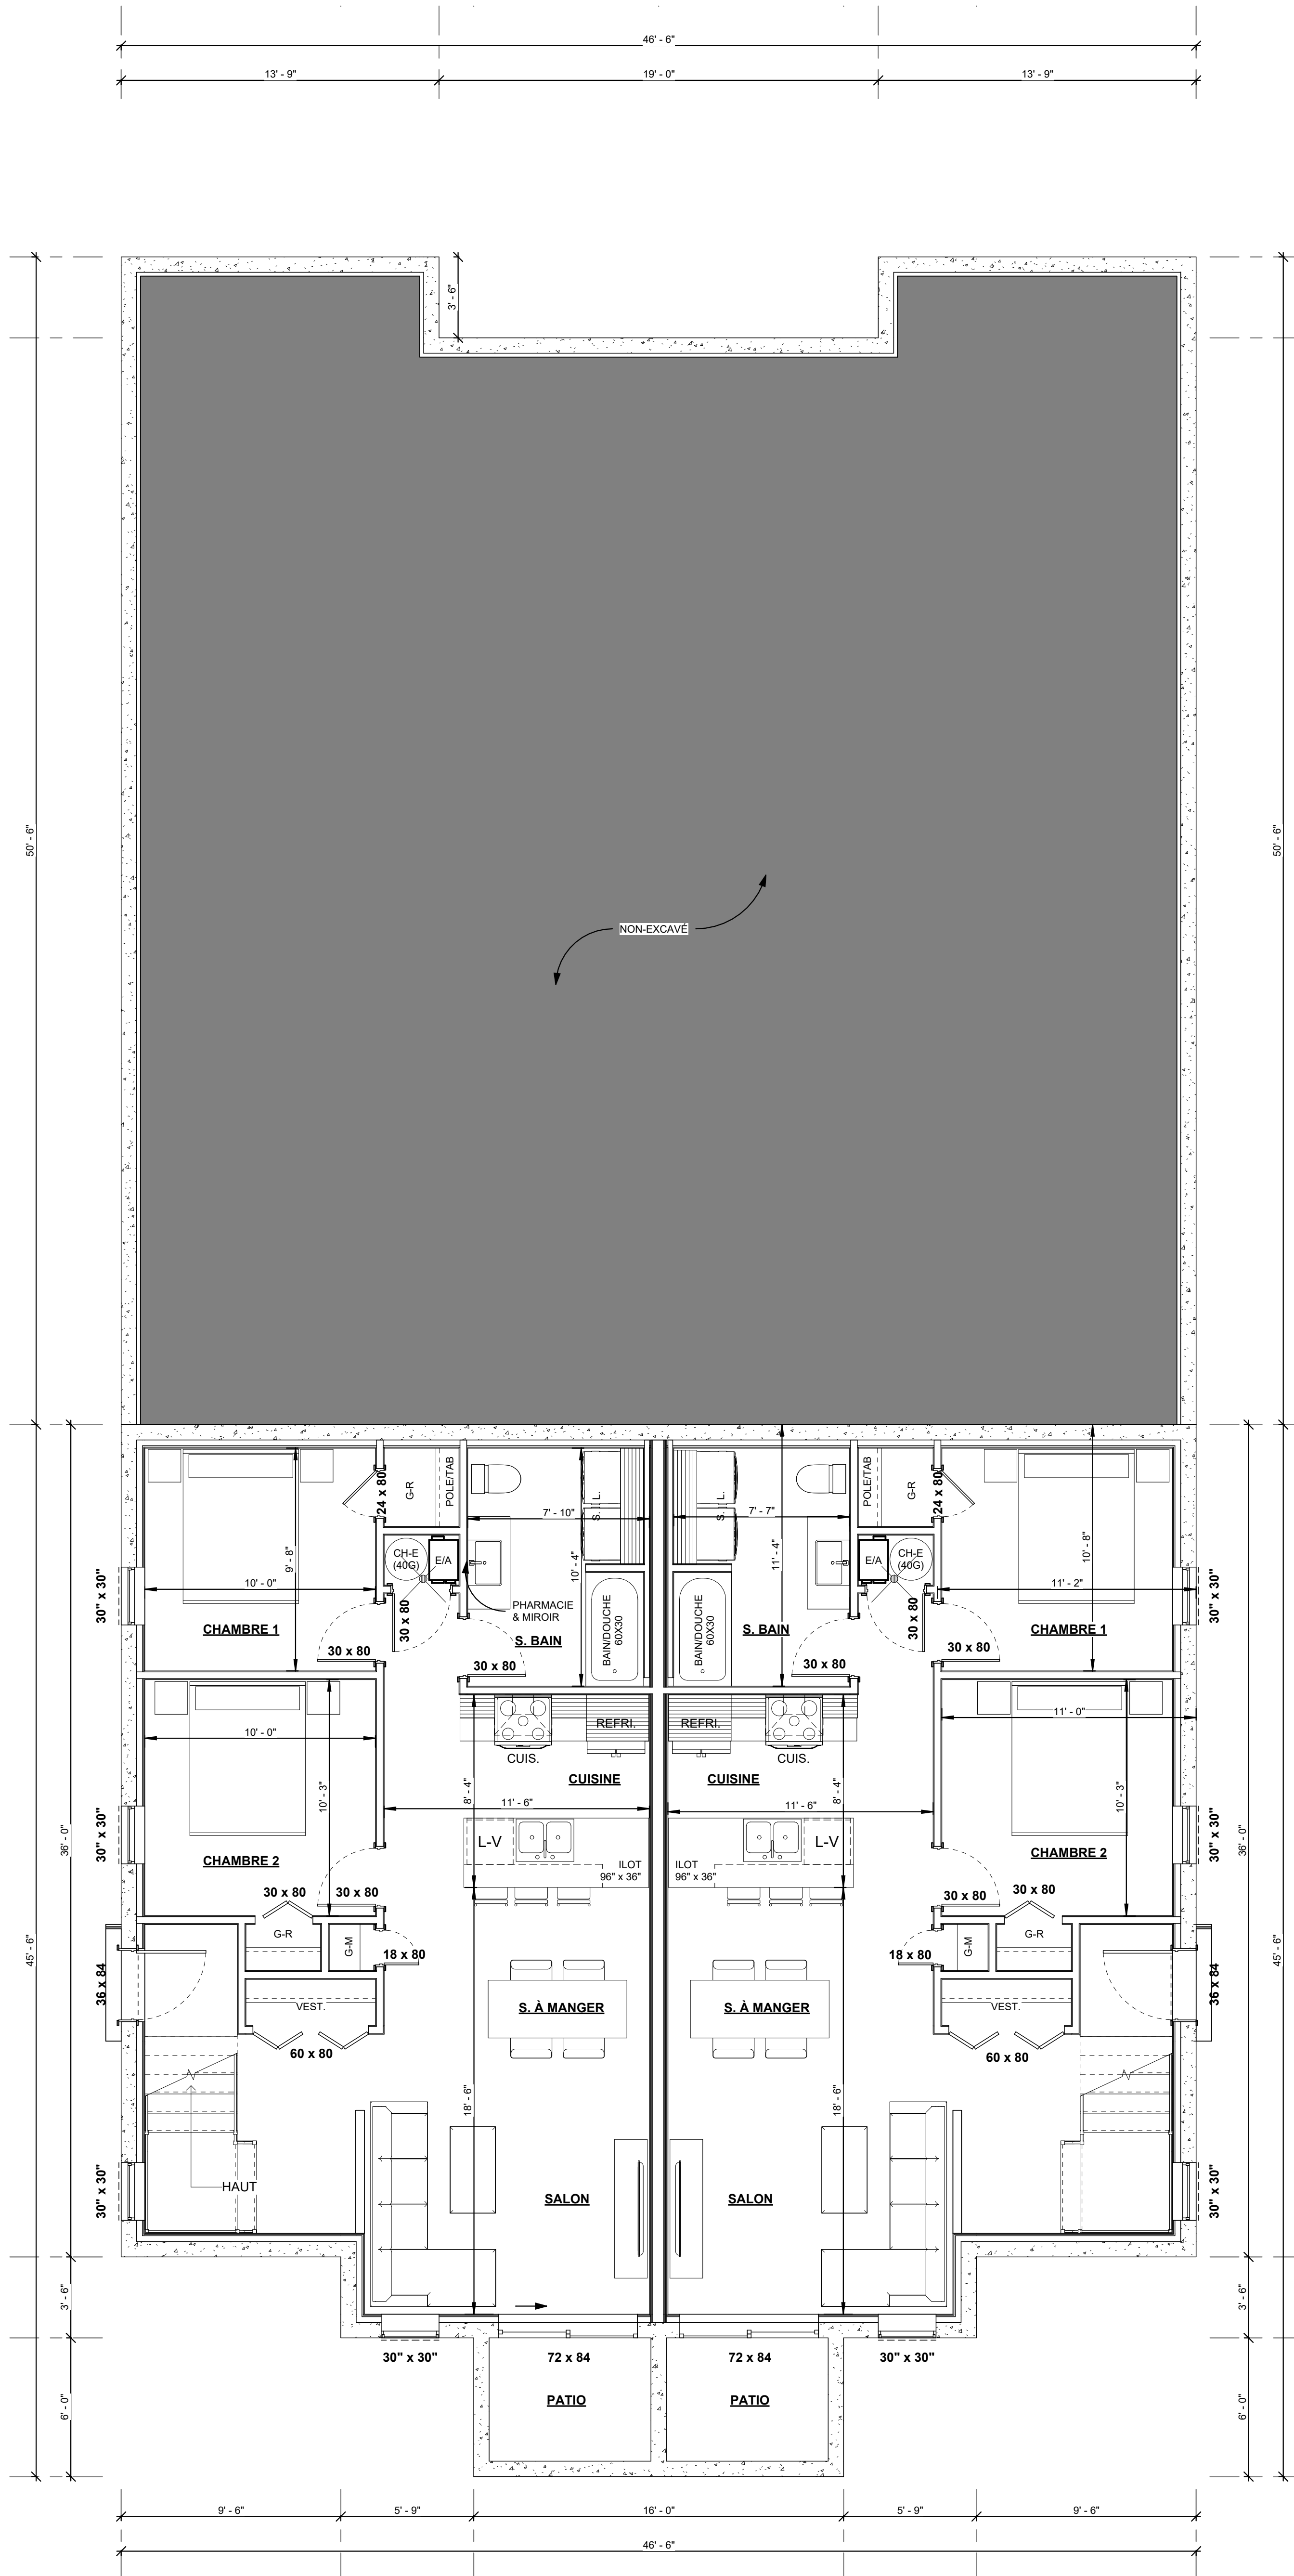 46' - 6"
13' - 9"
19' - 0"
13' - 9"
3' - 6"
50' - 6"
50' - 6"
NON-EXCAVÉ
24 x 80
G-R
POLE/TAB
S. L.
S. L.
POLE/TAB
G-R
24 x 80
7' - 10"
7' - 7"
9' - 8"
10' - 4"
11' - 4"
10' - 8"
CH-E
(40G)
E/A
E/A
CH-E
(40G)
30" x 30"
10' - 0"
11' - 2"
30" x 30"
30 x 80
PHARMACIE
& MIROIR
BAIN/DOUCHE
60X30
BAIN/DOUCHE
60X30
30 x 80
CHAMBRE 1
S. BAIN
S. BAIN
CHAMBRE 1
30 x 80
30 x 80
30 x 80
30 x 80
11' - 0"
10' - 0"
REFRI.
REFRI.
CUIS.
CUIS.
CUISINE
CUISINE
10' - 3"
8' - 4"
8' - 4"
10' - 3"
11' - 6"
11' - 6"
30" x 30"
30" x 30"
36' - 0"
36' - 0"
L-V
L-V
CHAMBRE 2
ILOT
96" x 36"
ILOT
96" x 36"
CHAMBRE 2
30 x 80
30 x 80
30 x 80
30 x 80
G-R
G-M
18 x 80
18 x 80
G-M
G-R
45' - 6"
45' - 6"
36 x 84
36 x 84
VEST.
S. À MANGER
S. À MANGER
VEST.
60 x 80
60 x 80
18' - 6"
18' - 6"
30" x 30"
HAUT
SALON
SALON
30" x 30"
3' - 6"
3' - 6"
30" x 30"
72 x 84
72 x 84
30" x 30"
PATIO
PATIO
6' - 0"
6' - 0"
9' - 6"
5' - 9"
16' - 0"
5' - 9"
9' - 6"
46' - 6"